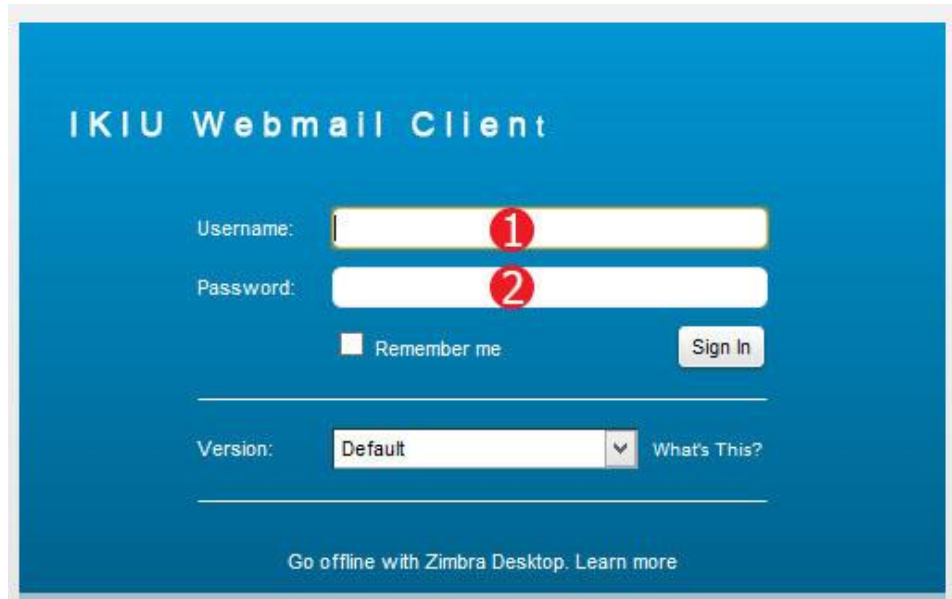 IKIU Webmail Client
Username: 1
Password: 2
Remember me Sign In
Version: Default What's This?
Go offline with Zimbra Desktop. Learn more